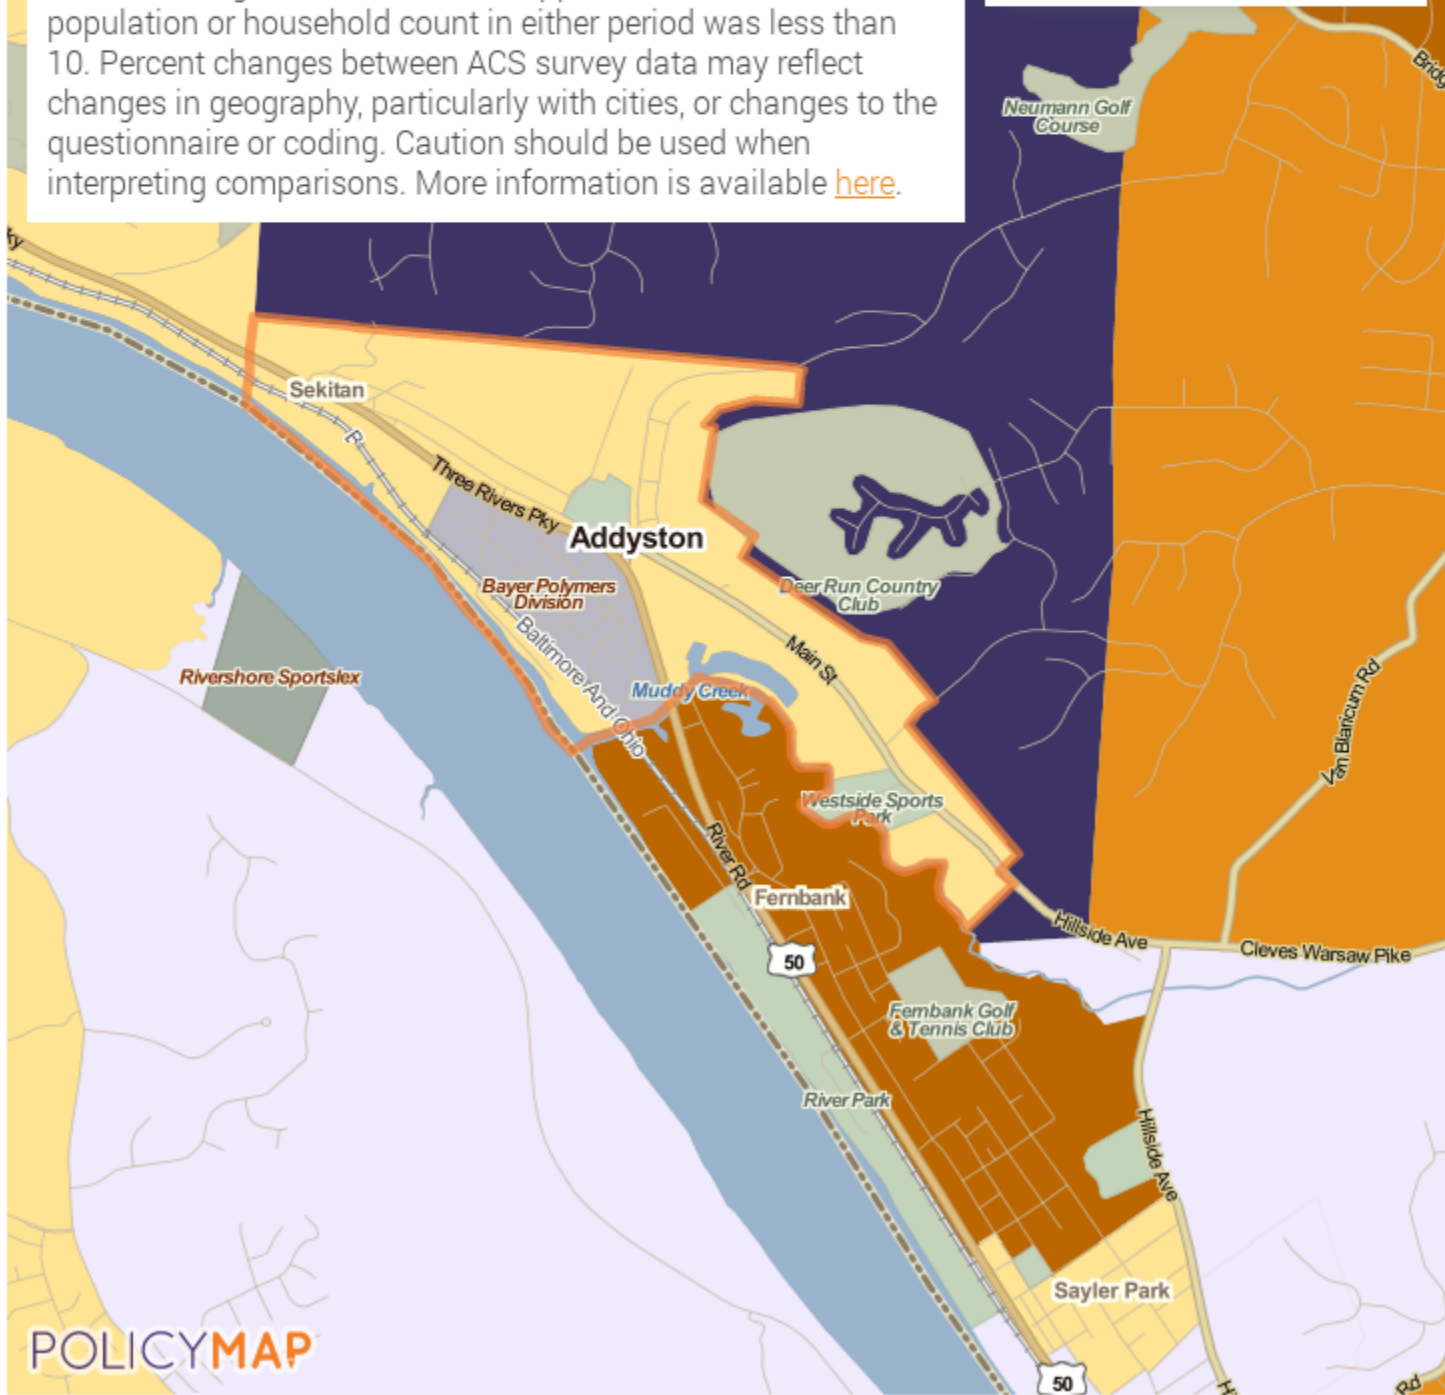 population or household count in either period was less than
10. Percent changes between ACS survey data may reflect
changes in geography, particularly with cities, or changes to the
questionnaire or coding. Caution should be used when
interpreting comparisons. More information is available here.
Neumann Golf
Course
Sekitan
Three Rivers Pky
Addyston
Bayer Polymers
Division
Deer Run Country
Club
Baltimore And Ohio
Main St
Rivershore Sportslex
Muddy Creek
Van Blaricum Rd
Westside Sports
Park
River Rd
Fernbank
Hillside Ave
Cleves Warsaw Pike
50
Fernbank Golf
& Tennis Club
River Park
Hillside Ave
Sayler Park
POLICYMAP
50
Rd